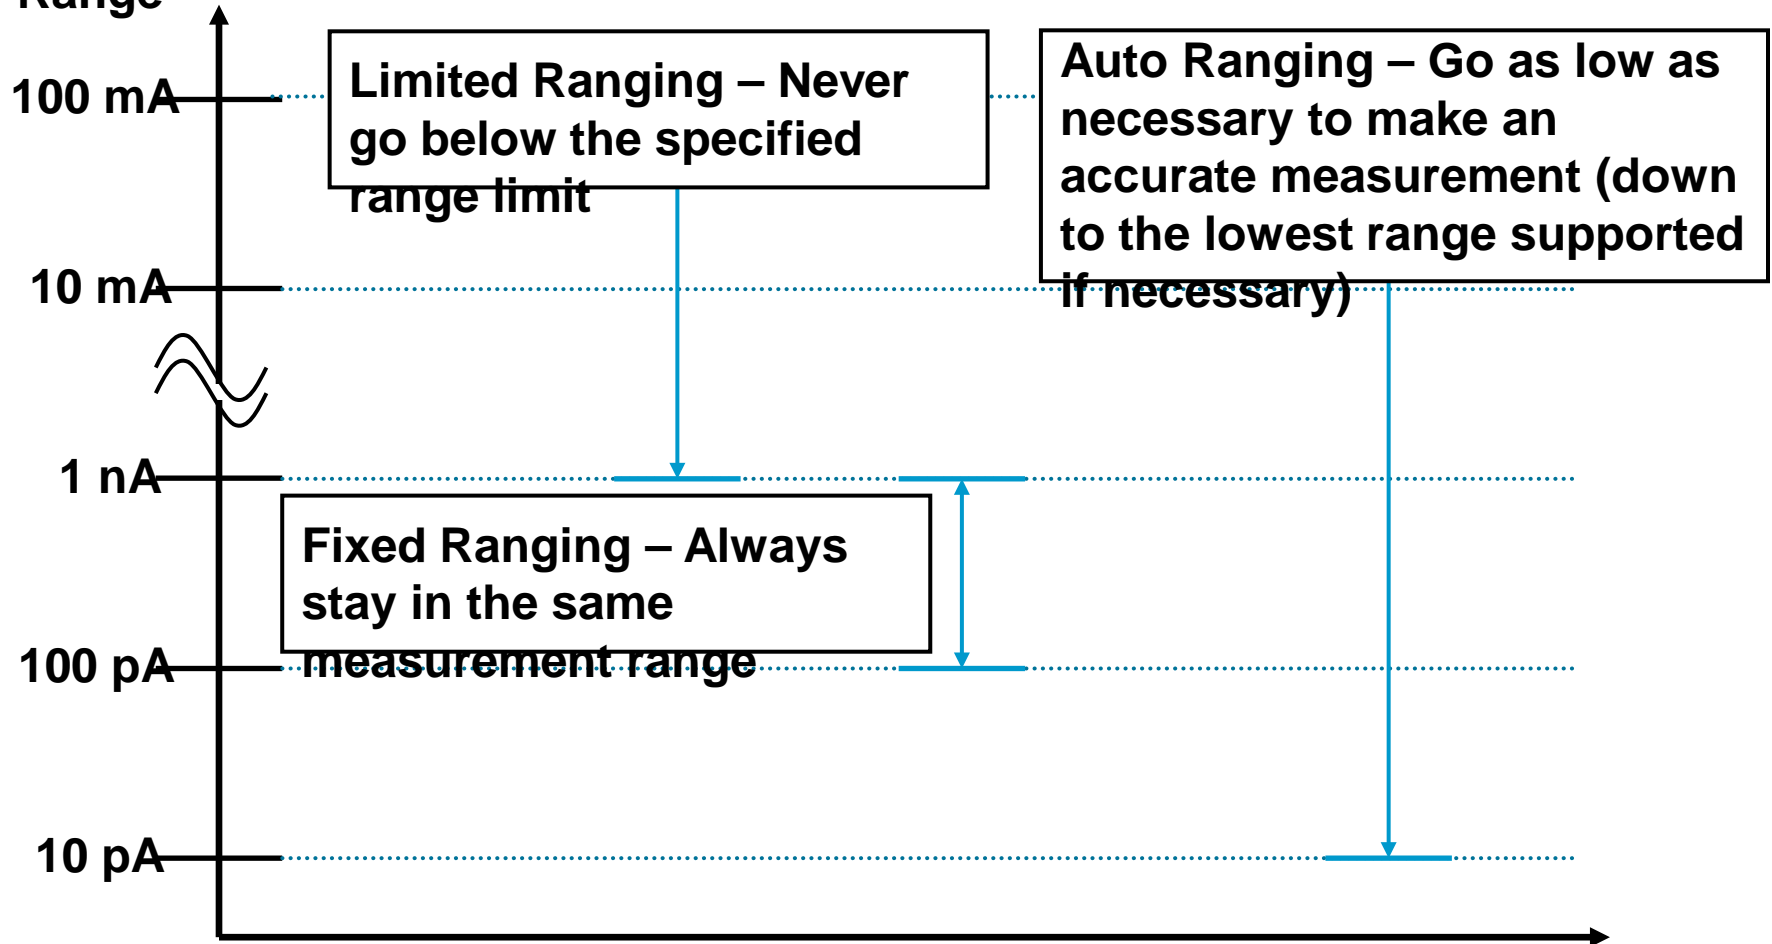 Range
100 mA
Limited Ranging – Never
go below the specified
range limit
Auto Ranging – Go as low as
necessary to make an
accurate measurement (down
to the lowest range supported
if necessary)
10 mA
1 nA
Fixed Ranging – Always
stay in the same
measurement range
100 pA
10 pA